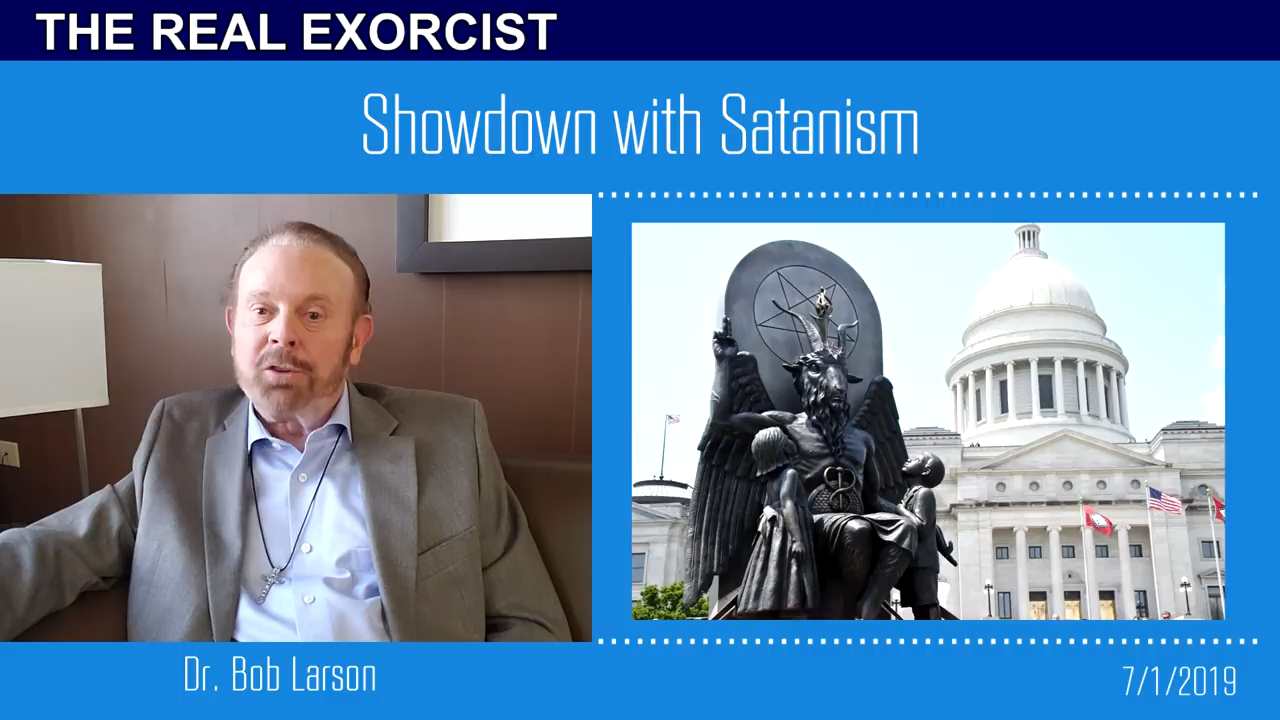 THE REAL EXORCIST
Showdown with Satanism
Dr. Bob Larson
7/1/2019